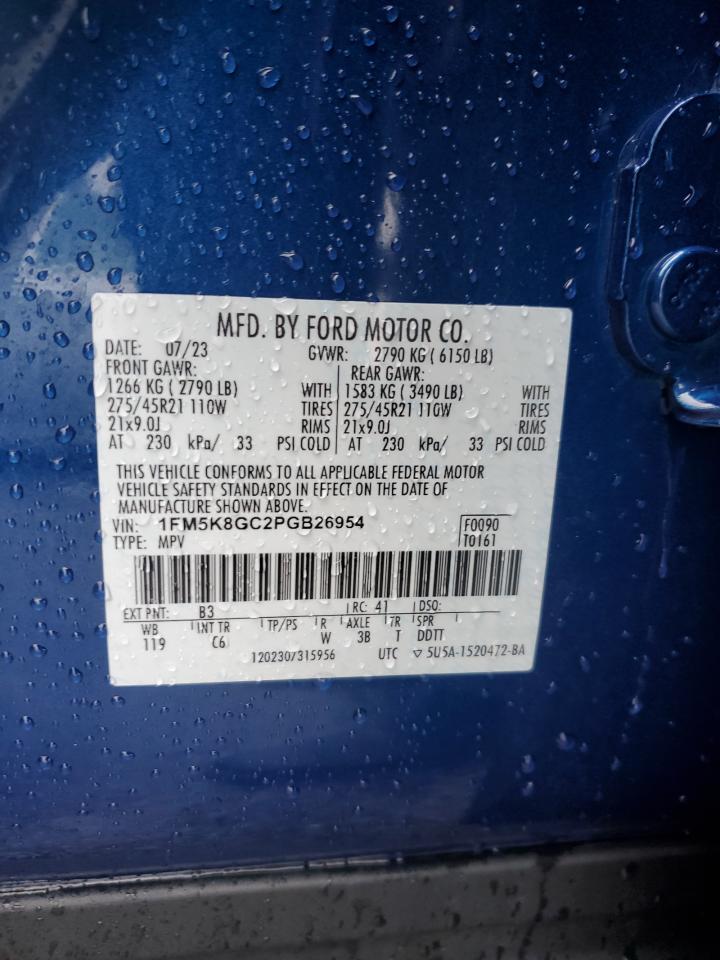 MFD. BY FORD MOTOR CO.
DATE: 07/23 GVWR: 2790 KG ( 6150 LB)
FRONT GAWR: REAR GAWR:
1266 KG ( 2790 LB) WITH 1583 KG ( 3490 LB) WITH
275/45R21 110W TIRES 275/45R21 110W TIRES
21x9.0J RIMS 21x9.0J RIMS
AT 230 kPa/ 33 PSI COLD AT 230 kPa/ 33 PSI COLD
THIS VEHICLE CONFORMS TO ALL APPLICABLE FEDERAL MOTOR
VEHICLE SAFETY STANDARDS IN EFFECT ON THE DATE OF
MANUFACTURE SHOWN ABOVE.
VIN: 1FM5K8GC2PGB26954 F0090
TYPE: MPV T0161
EXT PNT: B3 RC: 41 DSO:
WB INT TR TP/PS R AXLE TR SPR
119 C6 W 3B T DDTT
1202307315956 UTC ▽ 5U5A-1520472-BA